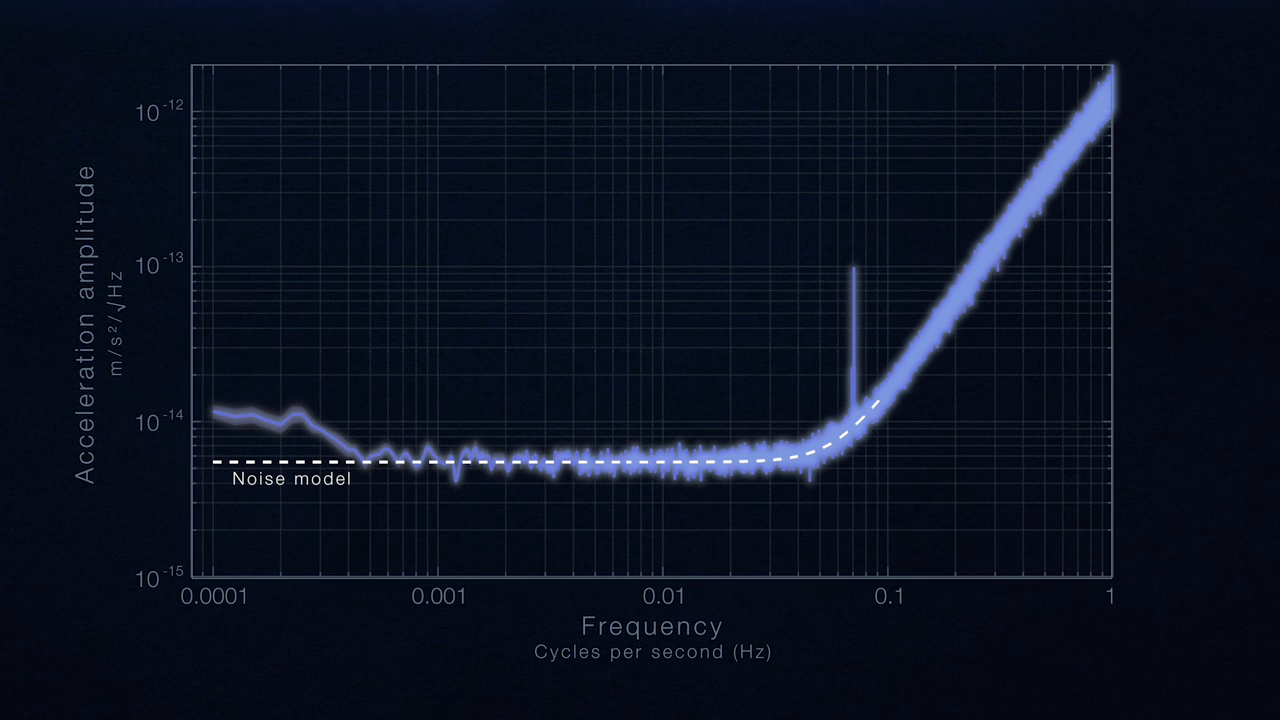 Acceleration amplitude
m/s²/√Hz
10⁻¹²
10⁻¹³
10⁻¹⁴
10⁻¹⁵
Noise model
0.0001 0.001 0.01 0.1 1
Frequency
Cycles per second (Hz)